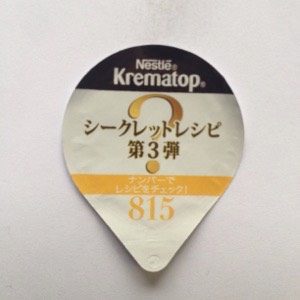 Nestlé®
Krematop®
?
シークレットレシピ
第3弾
ナンバーで
レシピをチェック!
815